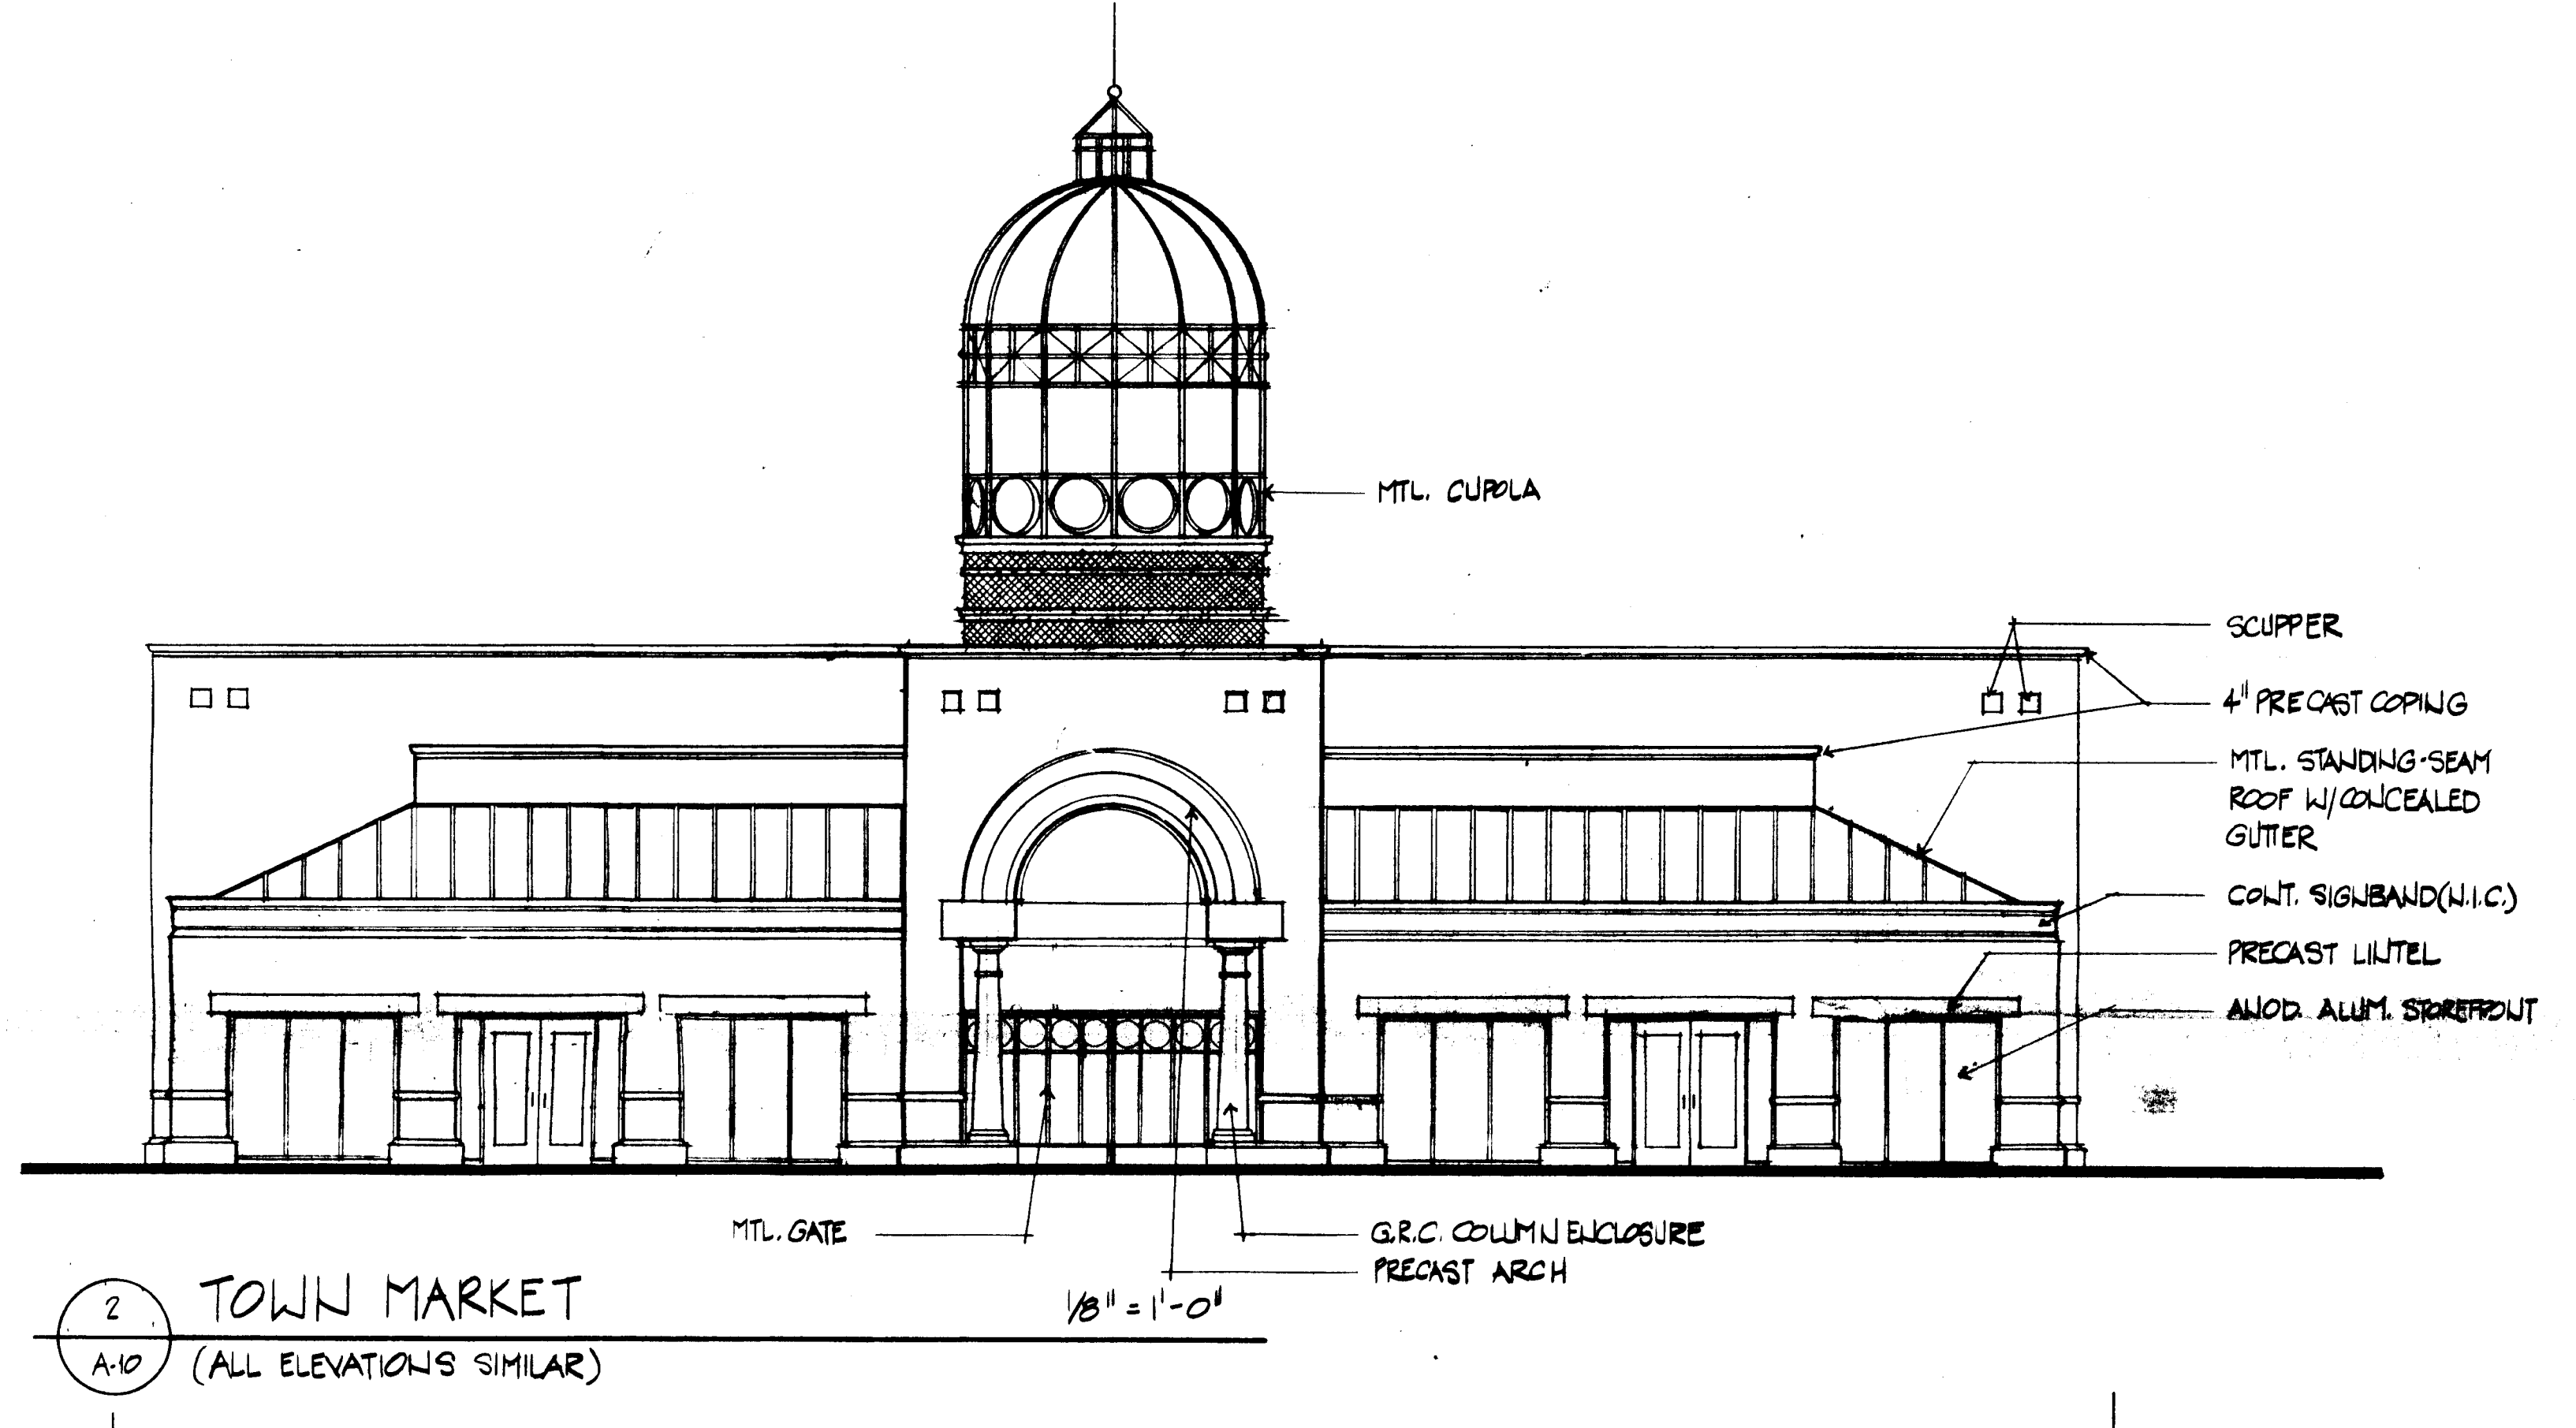 MTL. CUPOLA
SCUPPER
4" PRECAST COPING
MTL. STANDING-SEAM
ROOF W/CONCEALED
GUTTER
CONT. SIGNBAND(N.I.C.)
PRECAST LINTEL
ANOD. ALUM. STOREFRONT
MTL. GATE
G.R.C. COLUMN ENCLOSURE
PRECAST ARCH
2
TOWN MARKET
1/8" = 1'-0"
A-10
(ALL ELEVATIONS SIMILAR)